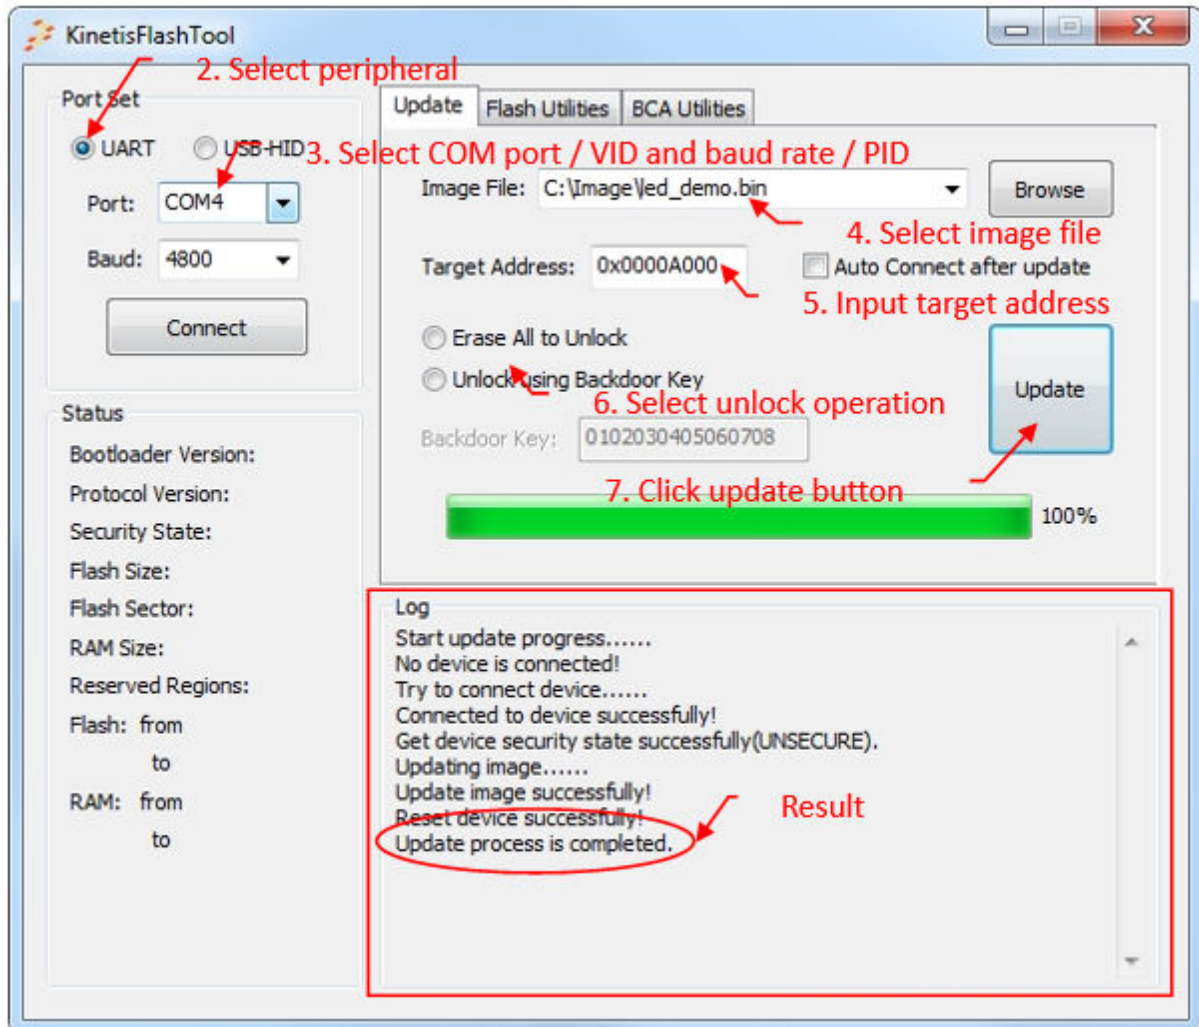 KinetisFlashTool
2. Select peripheral
Port Set
UART
USB-HID
3. Select COM port / VID and baud rate / PID
Port:
COM4
Baud:
4800
Connect
Update
Flash Utilities
BCA Utilities
Image File:
C:\Image\led_demo.bin
Browse
4. Select image file
Target Address:
0x0000A000
Auto Connect after update
5. Input target address
Erase All to Unlock
Unlock using Backdoor Key
6. Select unlock operation
Backdoor Key:
0102030405060708
Update
7. Click update button
100%
Status
Bootloader Version:
Protocol Version:
Security State:
Flash Size:
Flash Sector:
RAM Size:
Reserved Regions:
Flash: from
to
RAM: from
to
Log
Start update progress......
No device is connected!
Try to connect device......
Connected to device successfully!
Get device security state successfully(UNSECURE).
Updating image......
Update image successfully!
Reset device successfully!
Update process is completed.
Result